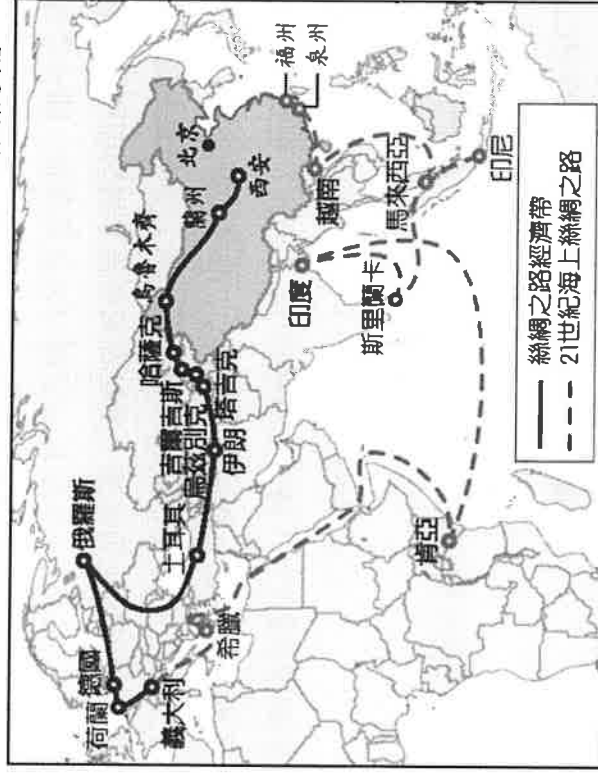 俄羅斯
荷蘭
德國
義大利
希臘
土耳其
伊朗
烏茲別克
吉爾吉斯
塔吉克
哈薩克
烏魯木齊
蘭州
西安
北京
福州
泉州
越南
馬來西亞
印尼
印度
斯里蘭卡
肯亞
絲綢之路經濟帶
21世紀海上絲綢之路